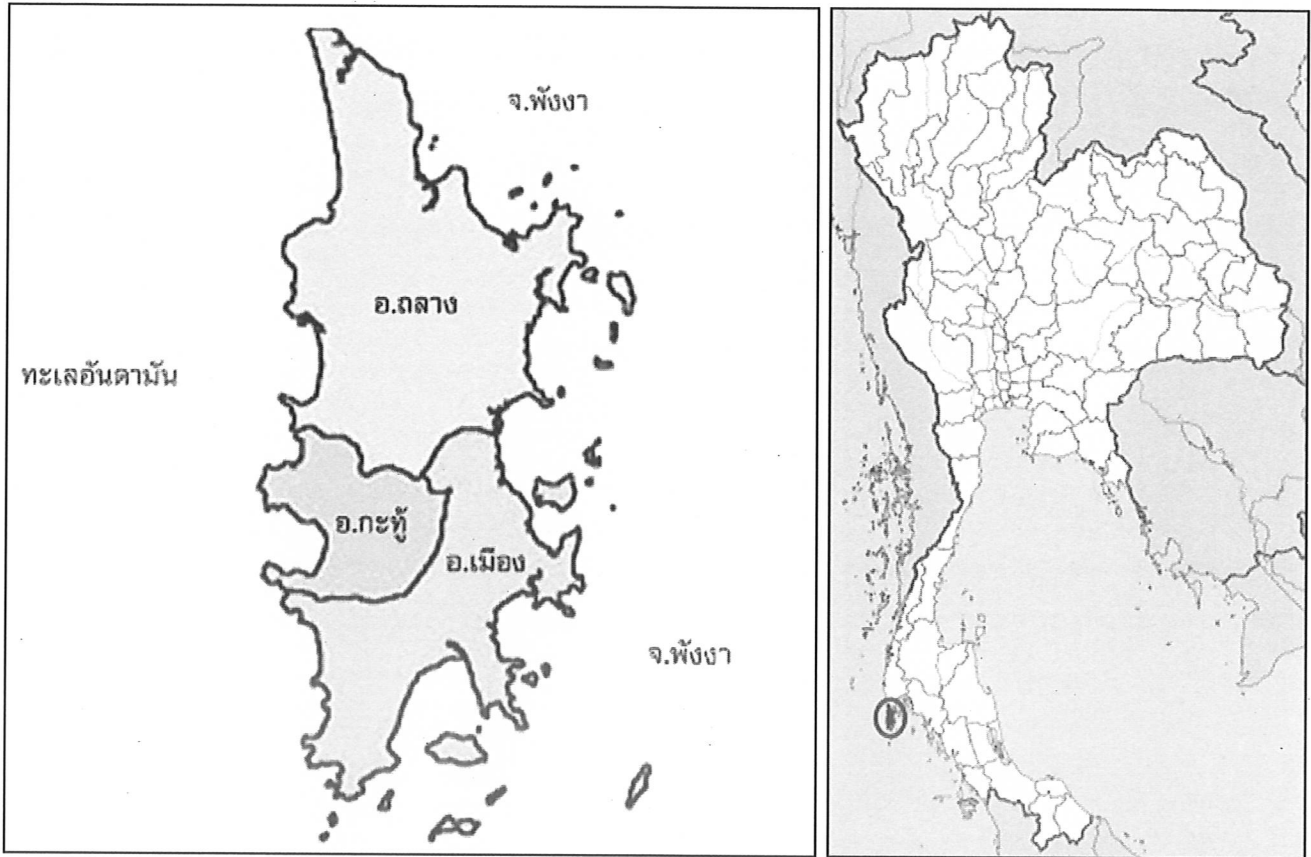 จ.พังงา
อ.ถลาง
ทะเลอันดามัน
อ.กะทู้
อ.เมือง
จ.พังงา